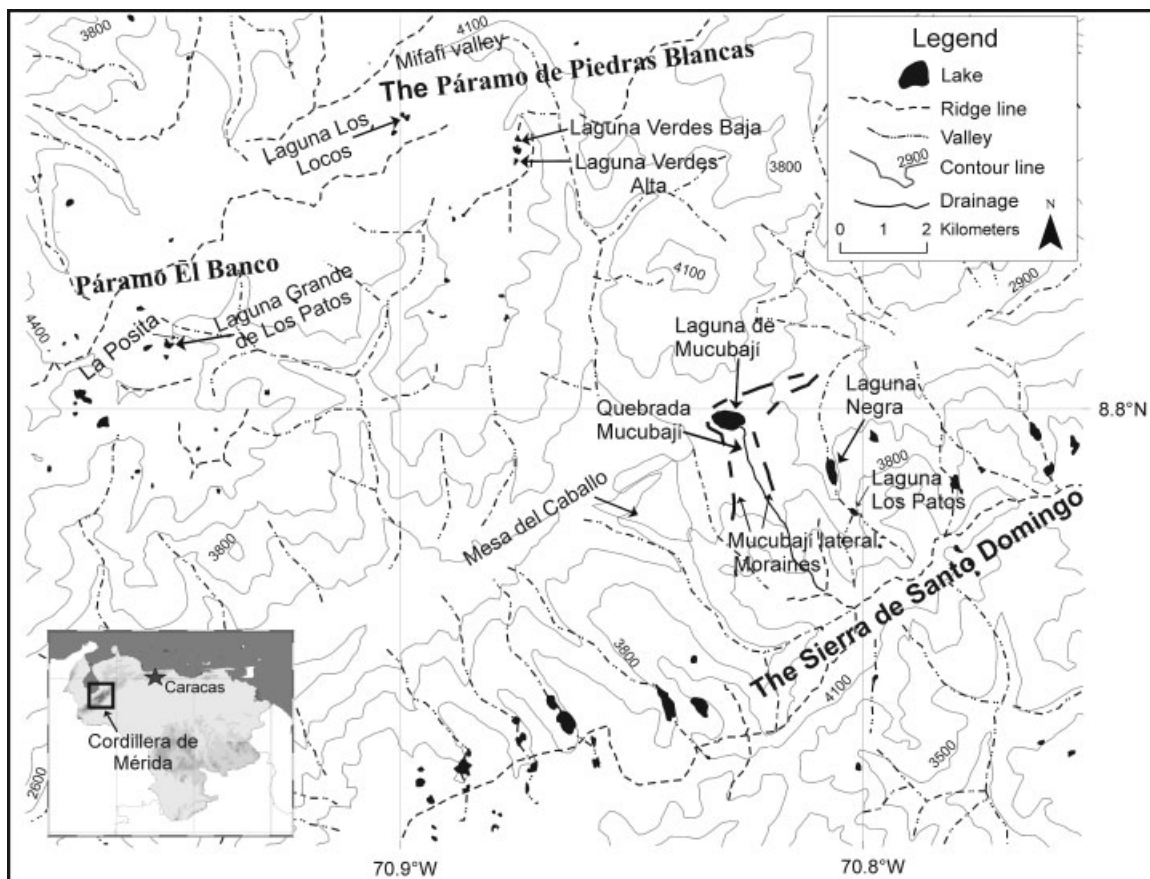 3800
4100
Mifafi valley
The Páramo de Piedras Blancas
Laguna Los
Locos
Laguna Verdes Baja
Laguna Verdes
Alta
3800
Legend
Lake
Ridge line
Valley
2900
Contour line
Drainage
0 1 2 Kilometers
N
Páramo El Banco
4100
2900
4400
La Posita
Laguna Grande
de Los Patos
Laguna de
Mucubají
Laguna
Negra
8.8°N
Quebrada
Mucubají
3800
Laguna
Los Patos
Mesa del Caballo
Mucubají lateral
Moraines
3800
The Sierra de Santo Domingo
3800
4100
Caracas
Cordillera de
Mérida
2600
3500
70.9°W
70.8°W